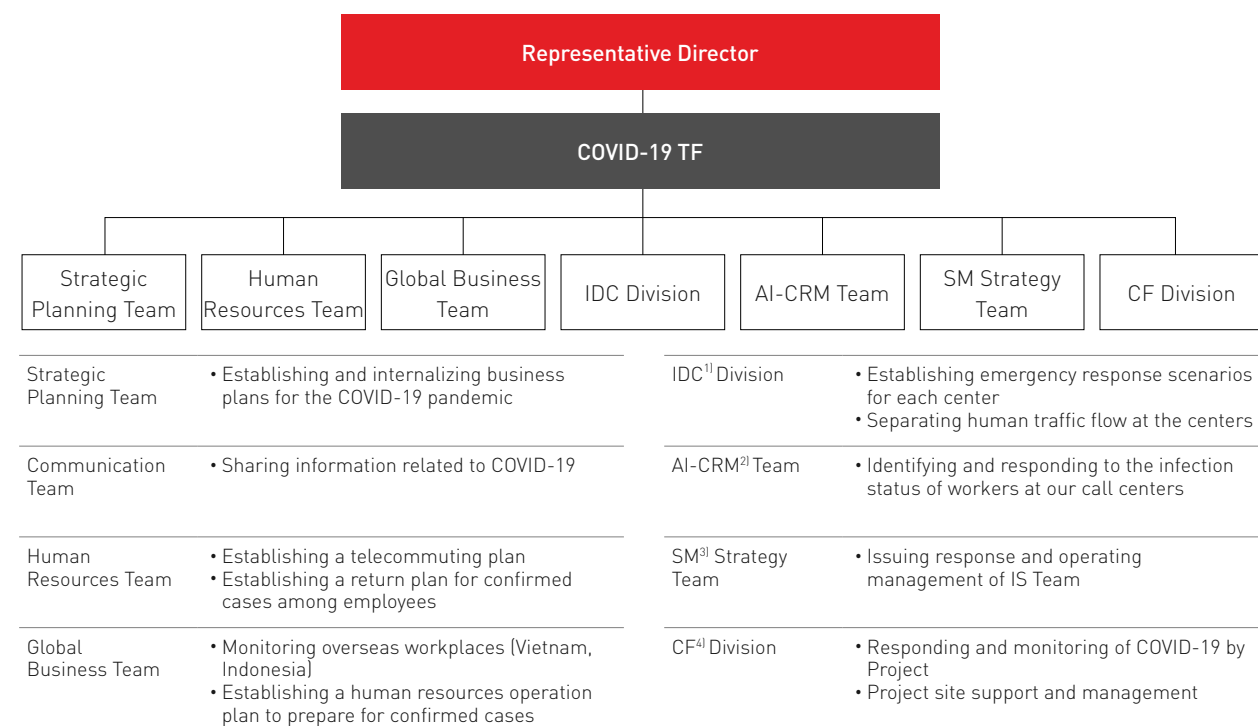 Representative Director
COVID-19 TF
Strategic
Planning Team
Human
Resources Team
Global Business
Team
IDC Division
AI-CRM Team
SM Strategy
Team
CF Division
Strategic
Planning Team
• Establishing and internalizing business
plans for the COVID-19 pandemic
Communication
Team
• Sharing information related to COVID-19
Human
Resources Team
• Establishing a telecommuting plan
• Establishing a return plan for confirmed
cases among employees
Global
Business Team
• Monitoring overseas workplaces (Vietnam,
Indonesia)
• Establishing a human resources operation
plan to prepare for confirmed cases
IDC1) Division
• Establishing emergency response scenarios
for each center
• Separating human traffic flow at the centers
AI-CRM2) Team
• Identifying and responding to the infection
status of workers at our call centers
SM3) Strategy
Team
• Issuing response and operating
management of IS Team
CF4) Division
• Responding and monitoring of COVID-19 by
Project
• Project site support and management